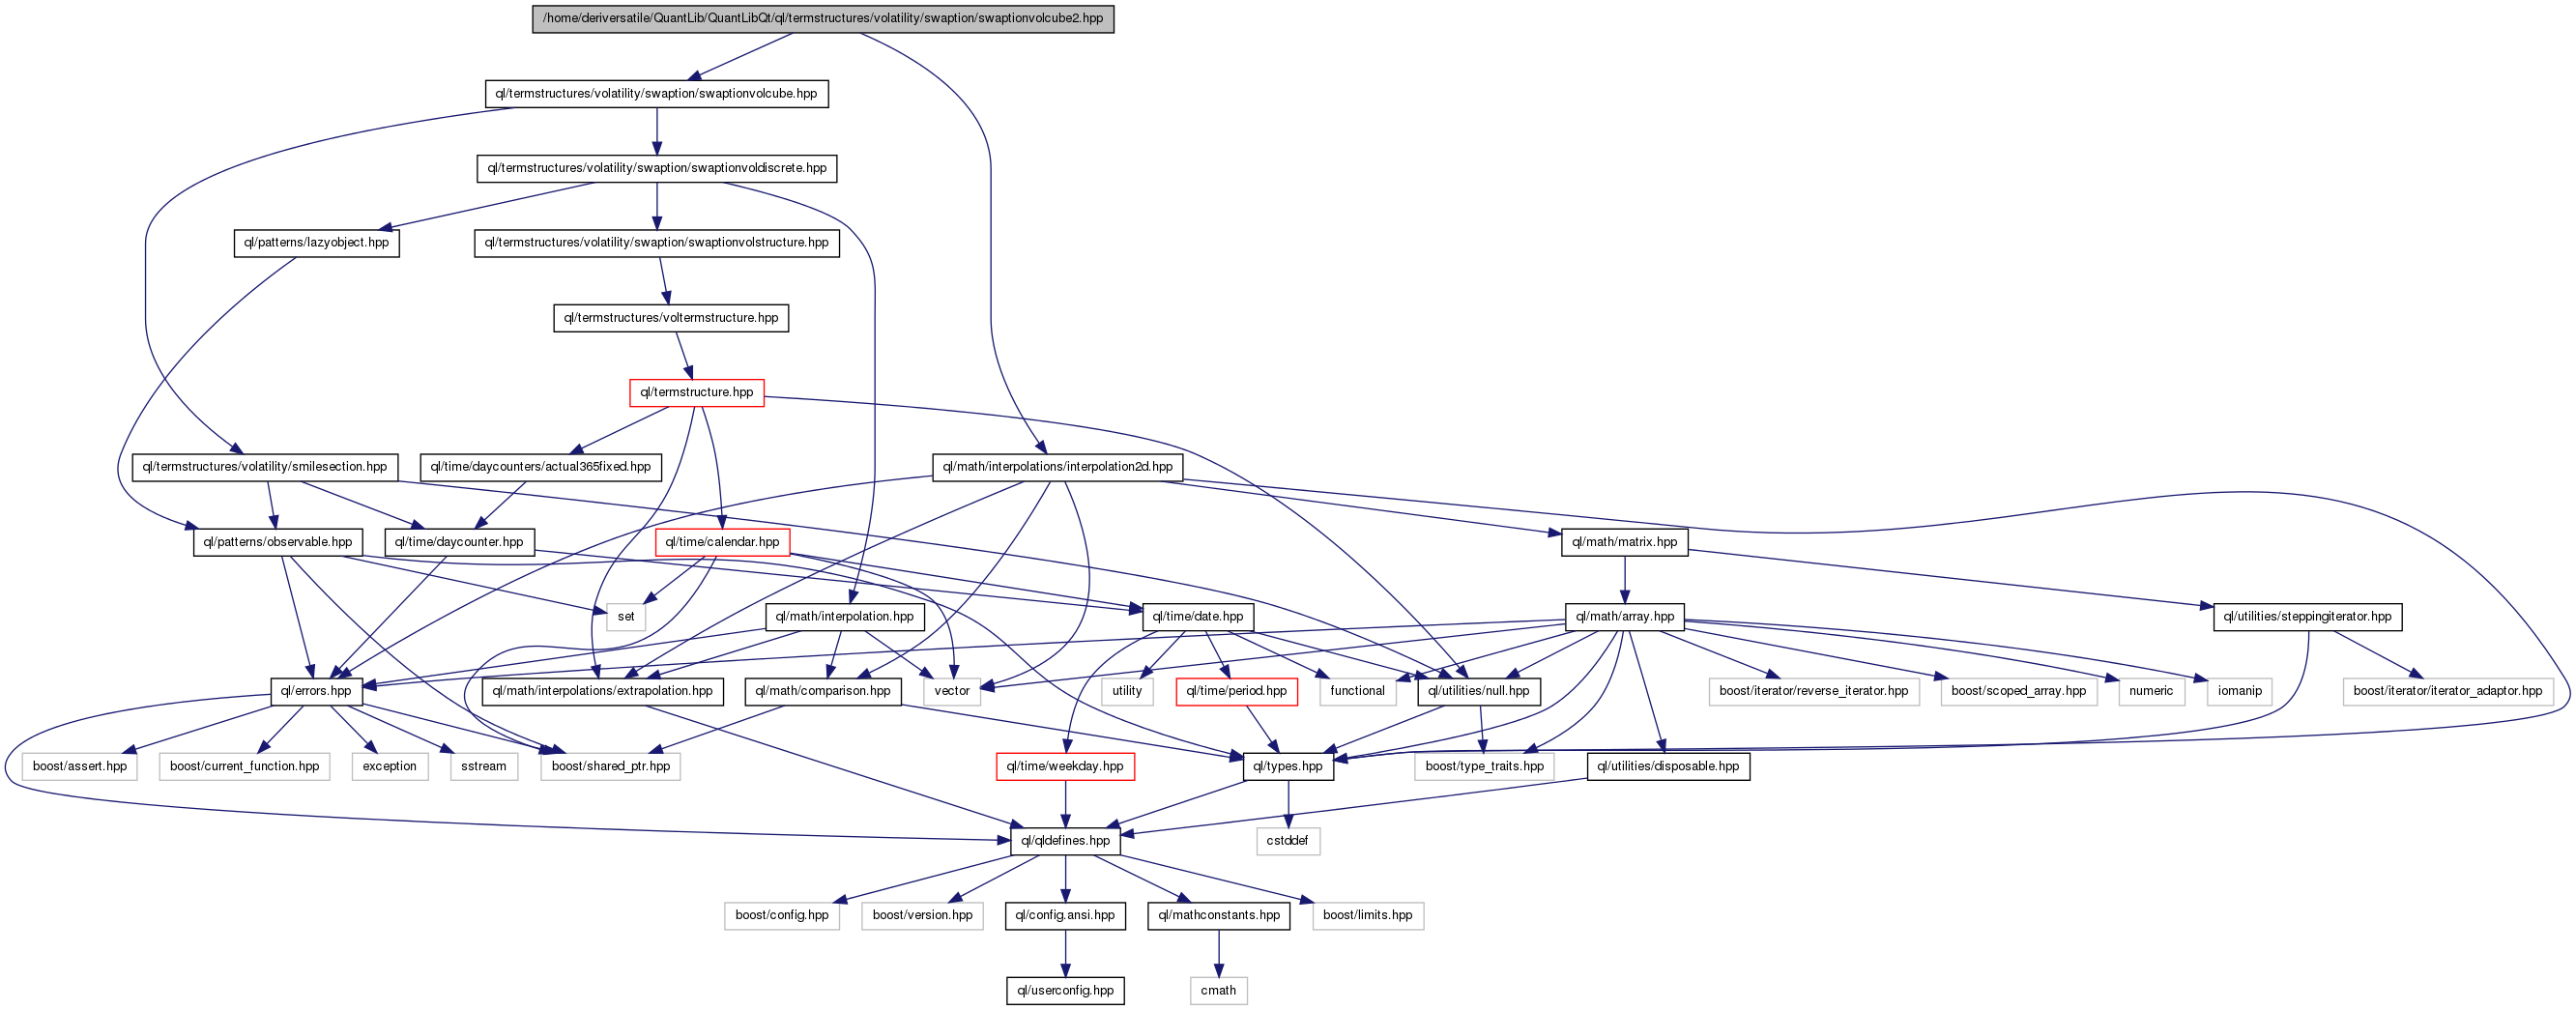 /home/deriversatile/QuantLib/QuantLibQt/ql/termstructures/volatility/swaption/swaptionvolcube2.hpp
ql/termstructures/volatility/swaption/swaptionvolcube.hpp
ql/termstructures/volatility/swaption/swaptionvoldiscrete.hpp
ql/patterns/lazyobject.hpp
ql/termstructures/volatility/swaption/swaptionvolstructure.hpp
ql/termstructures/voltermstructure.hpp
ql/termstructure.hpp
ql/termstructures/volatility/smilesection.hpp
ql/time/daycounters/actual365fixed.hpp
ql/math/interpolations/interpolation2d.hpp
ql/patterns/observable.hpp
ql/time/daycounter.hpp
ql/time/calendar.hpp
ql/math/matrix.hpp
set
ql/math/interpolation.hpp
ql/time/date.hpp
ql/math/array.hpp
ql/utilities/steppingiterator.hpp
ql/errors.hpp
ql/math/interpolations/extrapolation.hpp
ql/math/comparison.hpp
vector
utility
ql/time/period.hpp
functional
ql/utilities/null.hpp
boost/iterator/reverse_iterator.hpp
boost/scoped_array.hpp
numeric
iomanip
boost/iterator/iterator_adaptor.hpp
boost/assert.hpp
boost/current_function.hpp
exception
sstream
boost/shared_ptr.hpp
ql/time/weekday.hpp
ql/types.hpp
boost/type_traits.hpp
ql/utilities/disposable.hpp
ql/qldefines.hpp
cstddef
boost/config.hpp
boost/version.hpp
ql/config.ansi.hpp
ql/mathconstants.hpp
boost/limits.hpp
ql/userconfig.hpp
cmath